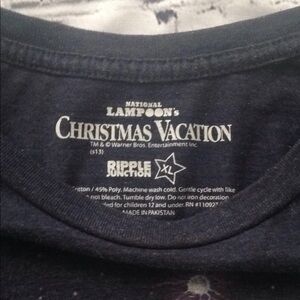 NATIONAL
LAMPOON's
CHRISTMAS VACATION
TM & © Warner Bros. Entertainment Inc.
(s13)
RIPPLE
JUNCTION
XL
45% Poly. Machine wash cold. Gentle cycle with like
not bleach. Tumble dry low. Do not iron decoration
for children 12 and under.
MADE IN PAKISTAN